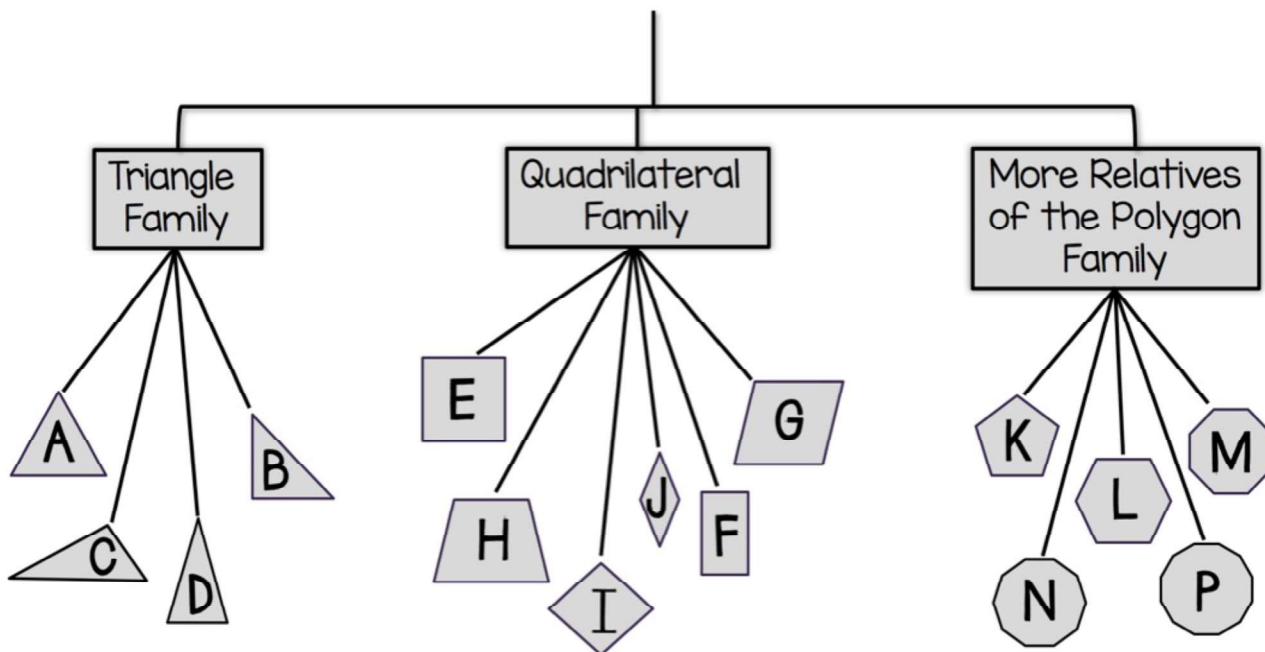 Triangle
Family
Quadrilateral
Family
More Relatives
of the Polygon
Family
A
B
C
D
E
G
H
J
F
I
K
M
L
N
P